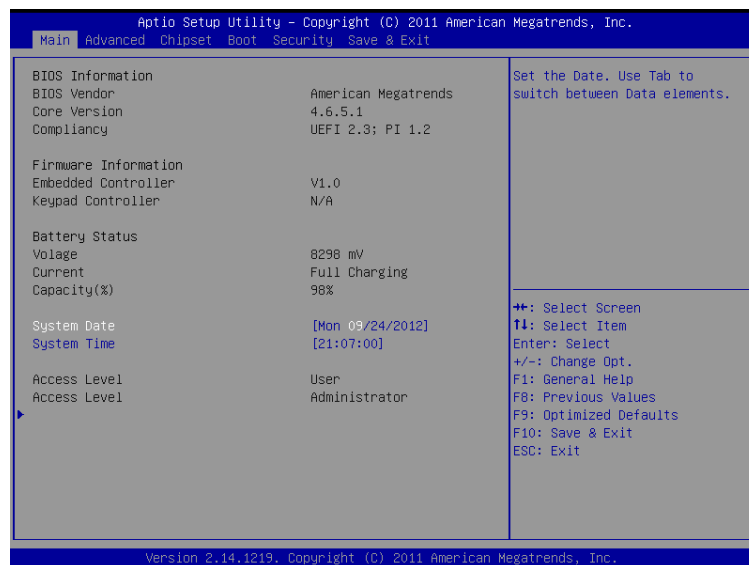 Aptio Setup Utility – Copyright (C) 2011 American Megatrends, Inc.
Main Advanced Chipset Boot Security Save & Exit
BIOS Information
BIOS Vendor American Megatrends
Core Version 4.6.5.1
Compliancy UEFI 2.3; PI 1.2
Firmware Information
Embedded Controller V1.0
Keypad Controller N/A
Battery Status
Volage 8298 mV
Current Full Charging
Capacity(%) 98%
System Date [Mon 09/24/2012]
System Time [21:07:00]
Access Level User
Access Level Administrator
Set the Date. Use Tab to
switch between Data elements.
→←: Select Screen
↑↓: Select Item
Enter: Select
+/-: Change Opt.
F1: General Help
F8: Previous Values
F9: Optimized Defaults
F10: Save & Exit
ESC: Exit
Version 2.14.1219. Copyright (C) 2011 American Megatrends, Inc.